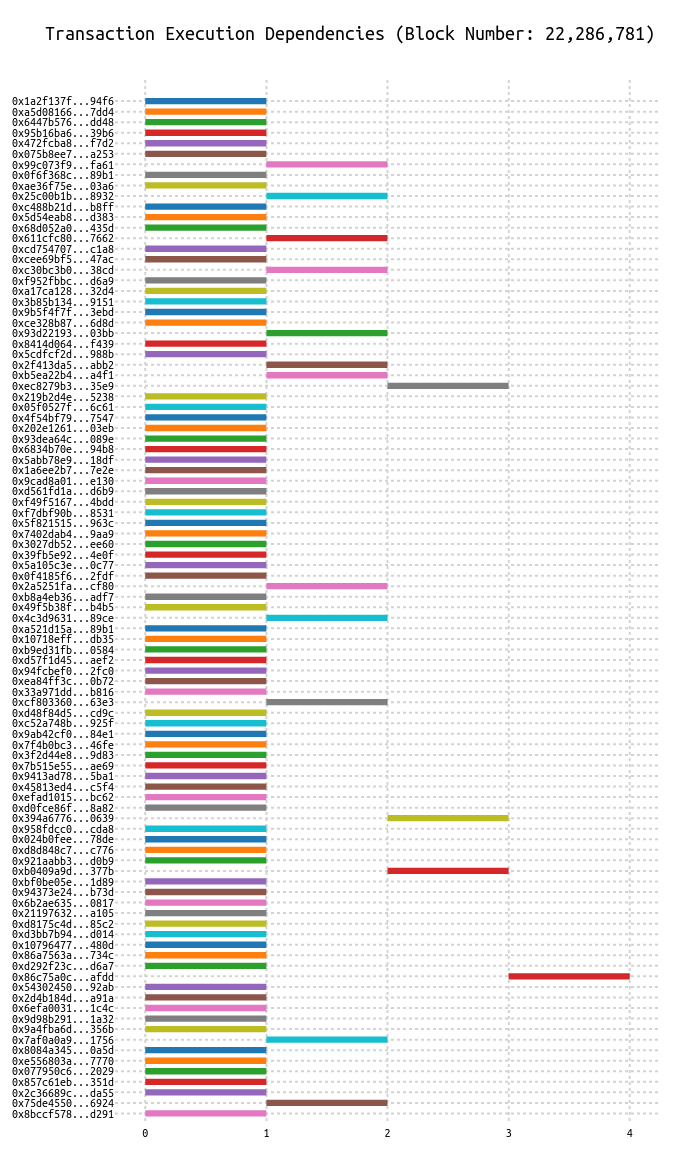 Transaction Execution Dependencies (Block Number: 22,286,781)
0x1a2f137f...94f6
0xa5d08166...7dd4
0x6447b576...dd48
0x95b16ba6...39b6
0x472fcba8...f7d2
0x075b8ee7...a253
0x99c073f9...fa61
0x0f6f368c...89b1
0xae36f75e...03a6
0x25c00b1b...8932
0xc488b21d...b8ff
0x5d54eab8...d383
0x68d052a0...435d
0x611cfc80...7662
0xcd754707...c1a8
0xcee69bf5...47ac
0xc30bc3b0...38cd
0xf952fbbc...d6a9
0xa17ca128...32d4
0x3b85b134...9151
0x9b5f4f7f...3ebd
0xce328b87...6d8d
0x93d22193...03bb
0x8414d064...f439
0x5cdfcf2d...988b
0x2f413da5...abb2
0xb5ea22b4...a4f1
0xec8279b3...35e9
0x219b2d4e...5238
0x05f0527f...6c61
0x4f54bf79...7547
0x202e1261...03eb
0x93dea64c...089e
0x6834b70e...94b8
0x5abb78e9...18df
0x1a6ee2b7...7e2e
0x9cad8a01...e130
0xd561fd1a...d6b9
0xf49f5167...4bdd
0xf7dbf90b...8531
0x5f821515...963c
0x7402dab4...9aa9
0x3027db52...ee60
0x39fb5e92...4e0f
0x5a105c3e...0c77
0x0f4185f6...2fdf
0x2a5251fa...cf80
0xb8a4eb36...adf7
0x49f5b38f...b4b5
0x4c3d9631...89ce
0xa521d15a...89b1
0x10718eff...db35
0xb9ed31fb...0584
0xd57f1d45...aef2
0x94fcbef0...2fc0
0xea84ff3c...0b72
0x33a971dd...b816
0xcf803360...63e3
0xd48f84d5...cd9c
0xc52a748b...925f
0x9ab42cf0...84e1
0x7f4b0bc3...46fe
0x3f2d44e8...9d83
0x7b515e55...ae69
0x9413ad78...5ba1
0x45813ed4...c5f4
0xefad1015...bc62
0xd0fce86f...8a82
0x394a6776...0639
0x958fdcc0...cda8
0x024b0fee...78de
0xd8d848c7...c776
0x921aabb3...d0b9
0xb0409a9d...377b
0xbf0be05e...1d89
0x94373e24...b73d
0x6b2ae635...0817
0x21197632...a105
0xd8175c4d...85c2
0xd3bb7b94...d014
0x10796477...480d
0x86a7563a...734c
0xd292f23c...d6a7
0x86c75a0c...afdd
0x54302450...92ab
0x2d4b184d...a91a
0x6efa0031...1c4c
0x9d98b291...1a32
0x9a4fba6d...356b
0x7af0a0a9...1756
0x8084a345...0a5d
0xe556803a...7770
0x077950c6...2029
0x857c61eb...351d
0x2c36689c...da55
0x75de4550...6924
0x8bccf578...d291
0 1 2 3 4